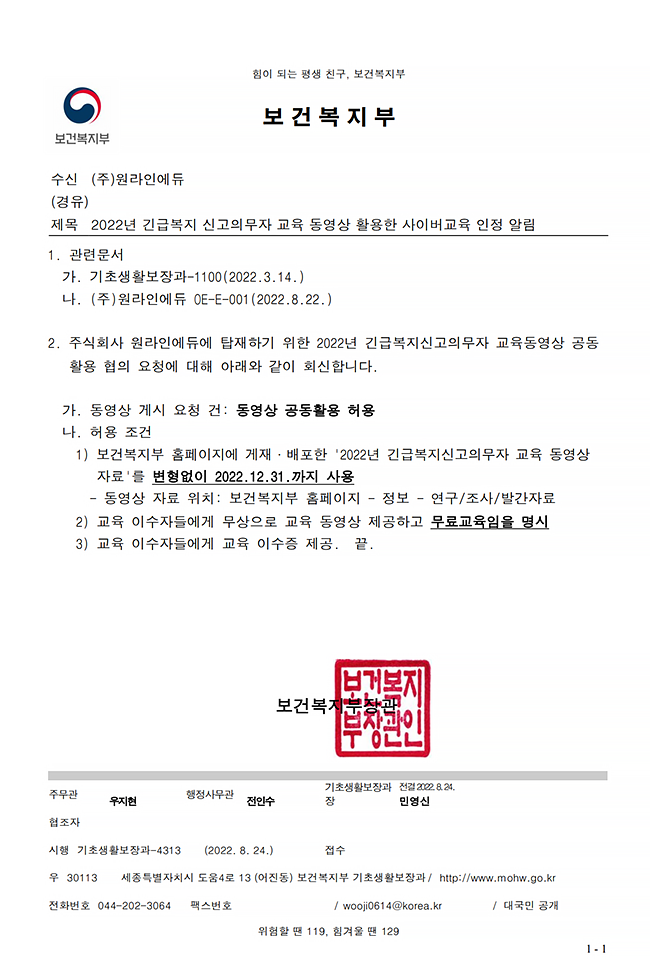 힘이 되는 평생 친구, 보건복지부
보건복지부
보건복지부
수신 (주)원라인에듀
(경유)
제목 2022년 긴급복지 신고의무자 교육 동영상 활용한 사이버교육 인정 알림
1. 관련문서
가. 기초생활보장과-1100(2022.3.14.)
나. (주)원라인에듀 OE-E-001(2022.8.22.)
2. 주식회사 원라인에듀에 탑재하기 위한 2022년 긴급복지신고의무자 교육동영상 공동
활용 협의 요청에 대해 아래와 같이 회신합니다.
가. 동영상 게시 요청 건: 동영상 공동활용 허용
나. 허용 조건
1) 보건복지부 홈페이지에 게재·배포한 '2022년 긴급복지신고의무자 교육 동영상
자료'를 변형없이 2022.12.31.까지 사용
- 동영상 자료 위치: 보건복지부 홈페이지 - 정보 - 연구/조사/발간자료
2) 교육 이수자들에게 무상으로 교육 동영상 제공하고 무료교육임을 명시
3) 교육 이수자들에게 교육 이수증 제공. 끝.
보건복지부장관
보건복지
부장관인
주무관 우지현 행정사무관 전인수 기초생활보장과장 전결 2022. 8. 24. 민영신
협조자
시행 기초생활보장과-4313 (2022. 8. 24.) 접수
우 30113 세종특별자치시 도움4로 13 (어진동) 보건복지부 기초생활보장과 / http://www.mohw.go.kr
전화번호 044-202-3064 팩스번호 / wooji0614@korea.kr / 대국민 공개
위험할 땐 119, 힘겨울 땐 129
1 - 1